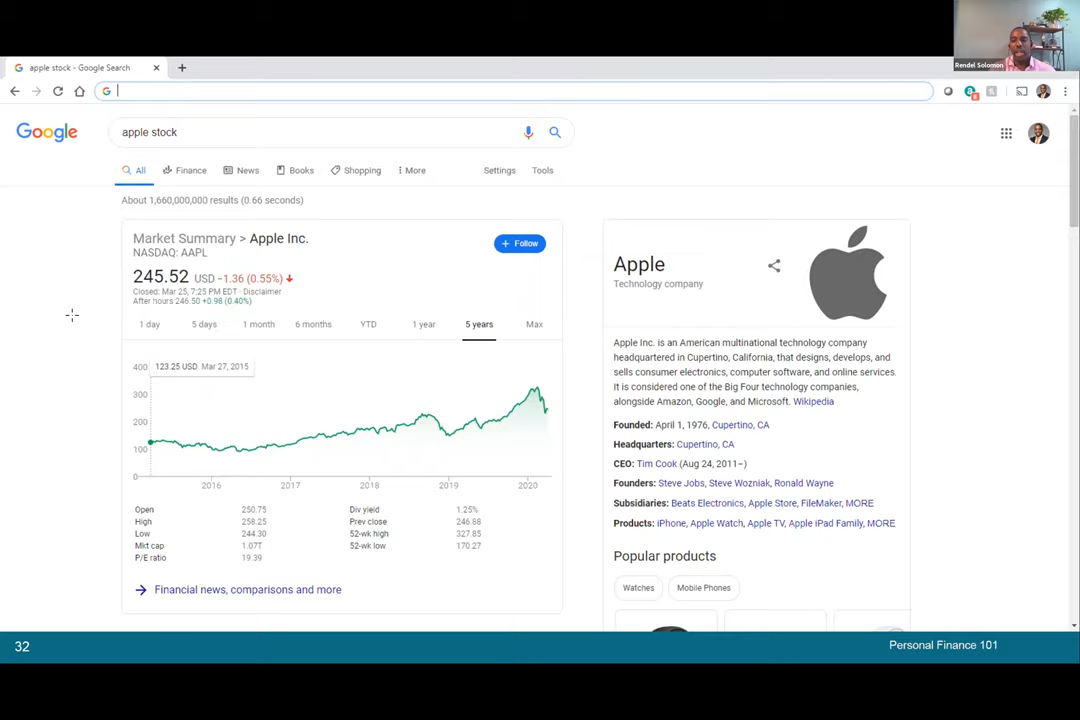 Rendel Solomon
apple stock - Google Search
Google
apple stock
All Finance News Books Shopping More Settings Tools
About 1,660,000,000 results (0.66 seconds)
Market Summary > Apple Inc.
NASDAQ: AAPL
Follow
245.52 USD −1.36 (0.55%)
Closed: Mar 25, 7:25 PM EDT · Disclaimer
After hours 246.50 +0.98 (0.40%)
1 day 5 days 1 month 6 months YTD 1 year 5 years Max
123.25 USD Mar 27, 2015
400
300
200
100
0
2016 2017 2018 2019 2020
Open 250.75 Div yield 1.25%
High 258.25 Prev close 246.88
Low 244.30 52-wk high 327.85
Mkt cap 1.07T 52-wk low 170.27
P/E ratio 19.39
Financial news, comparisons and more
Apple
Technology company
Apple Inc. is an American multinational technology company
headquartered in Cupertino, California, that designs, develops, and
sells consumer electronics, computer software, and online services.
It is considered one of the Big Four technology companies,
alongside Amazon, Google, and Microsoft. Wikipedia
Founded: April 1, 1976, Cupertino, CA
Headquarters: Cupertino, CA
CEO: Tim Cook (Aug 24, 2011–)
Founders: Steve Jobs, Steve Wozniak, Ronald Wayne
Subsidiaries: Beats Electronics, Apple Store, FileMaker, MORE
Products: iPhone, Apple Watch, Apple TV, Apple iPad Family, MORE
Popular products
Watches Mobile Phones
32 Personal Finance 101